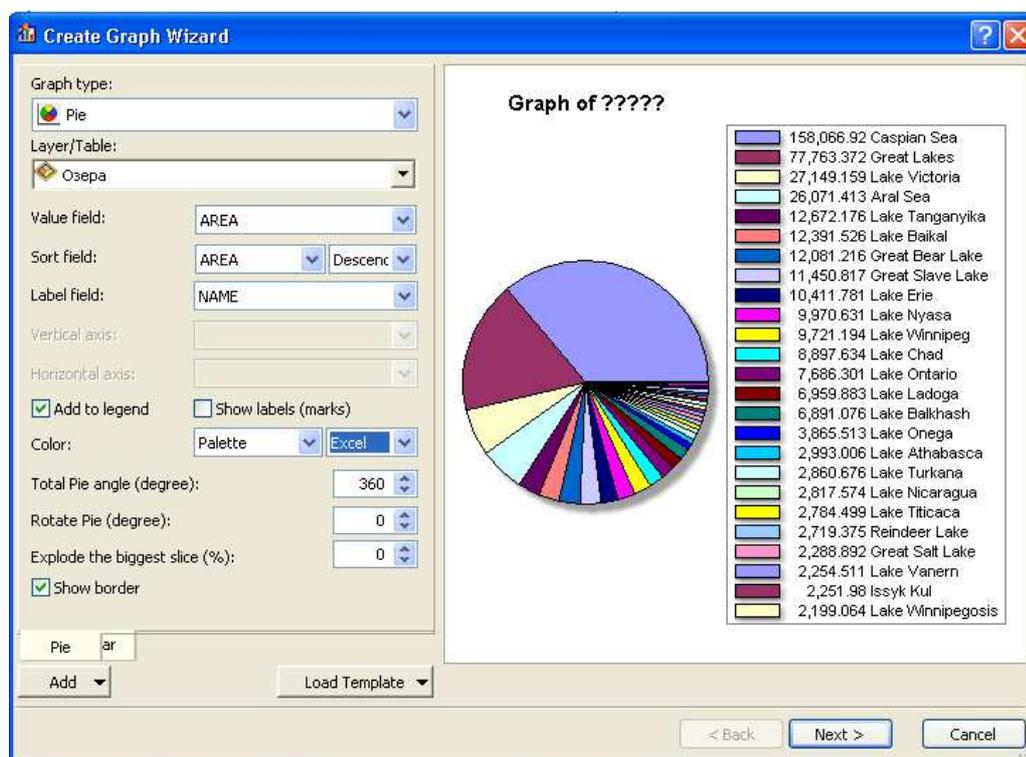 Create Graph Wizard
Graph type:
Pie
Layer/Table:
Озера
Value field:
AREA
Sort field:
AREA
Descenc
Label field:
NAME
Vertical axis:
Horizontal axis:
Add to legend
Show labels (marks)
Color:
Palette
Excel
Total Pie angle (degree):
360
Rotate Pie (degree):
0
Explode the biggest slice (%):
0
Show border
Pie
ar
Add
Load Template
Graph of ?????
158,066.92 Caspian Sea
77,763.372 Great Lakes
27,149.159 Lake Victoria
26,071.413 Aral Sea
12,672.176 Lake Tanganyika
12,391.526 Lake Baikal
12,081.216 Great Bear Lake
11,450.817 Great Slave Lake
10,411.781 Lake Erie
9,970.631 Lake Nyasa
9,721.194 Lake Winnipeg
8,897.634 Lake Chad
7,686.301 Lake Ontario
6,959.883 Lake Ladoga
6,891.076 Lake Balkhash
3,865.513 Lake Onega
2,993.006 Lake Athabasca
2,860.676 Lake Turkana
2,817.574 Lake Nicaragua
2,784.499 Lake Titicaca
2,719.375 Reindeer Lake
2,288.892 Great Salt Lake
2,254.511 Lake Vanern
2,251.98 Issyk Kul
2,199.064 Lake Winnipegosis
< Back
Next >
Cancel